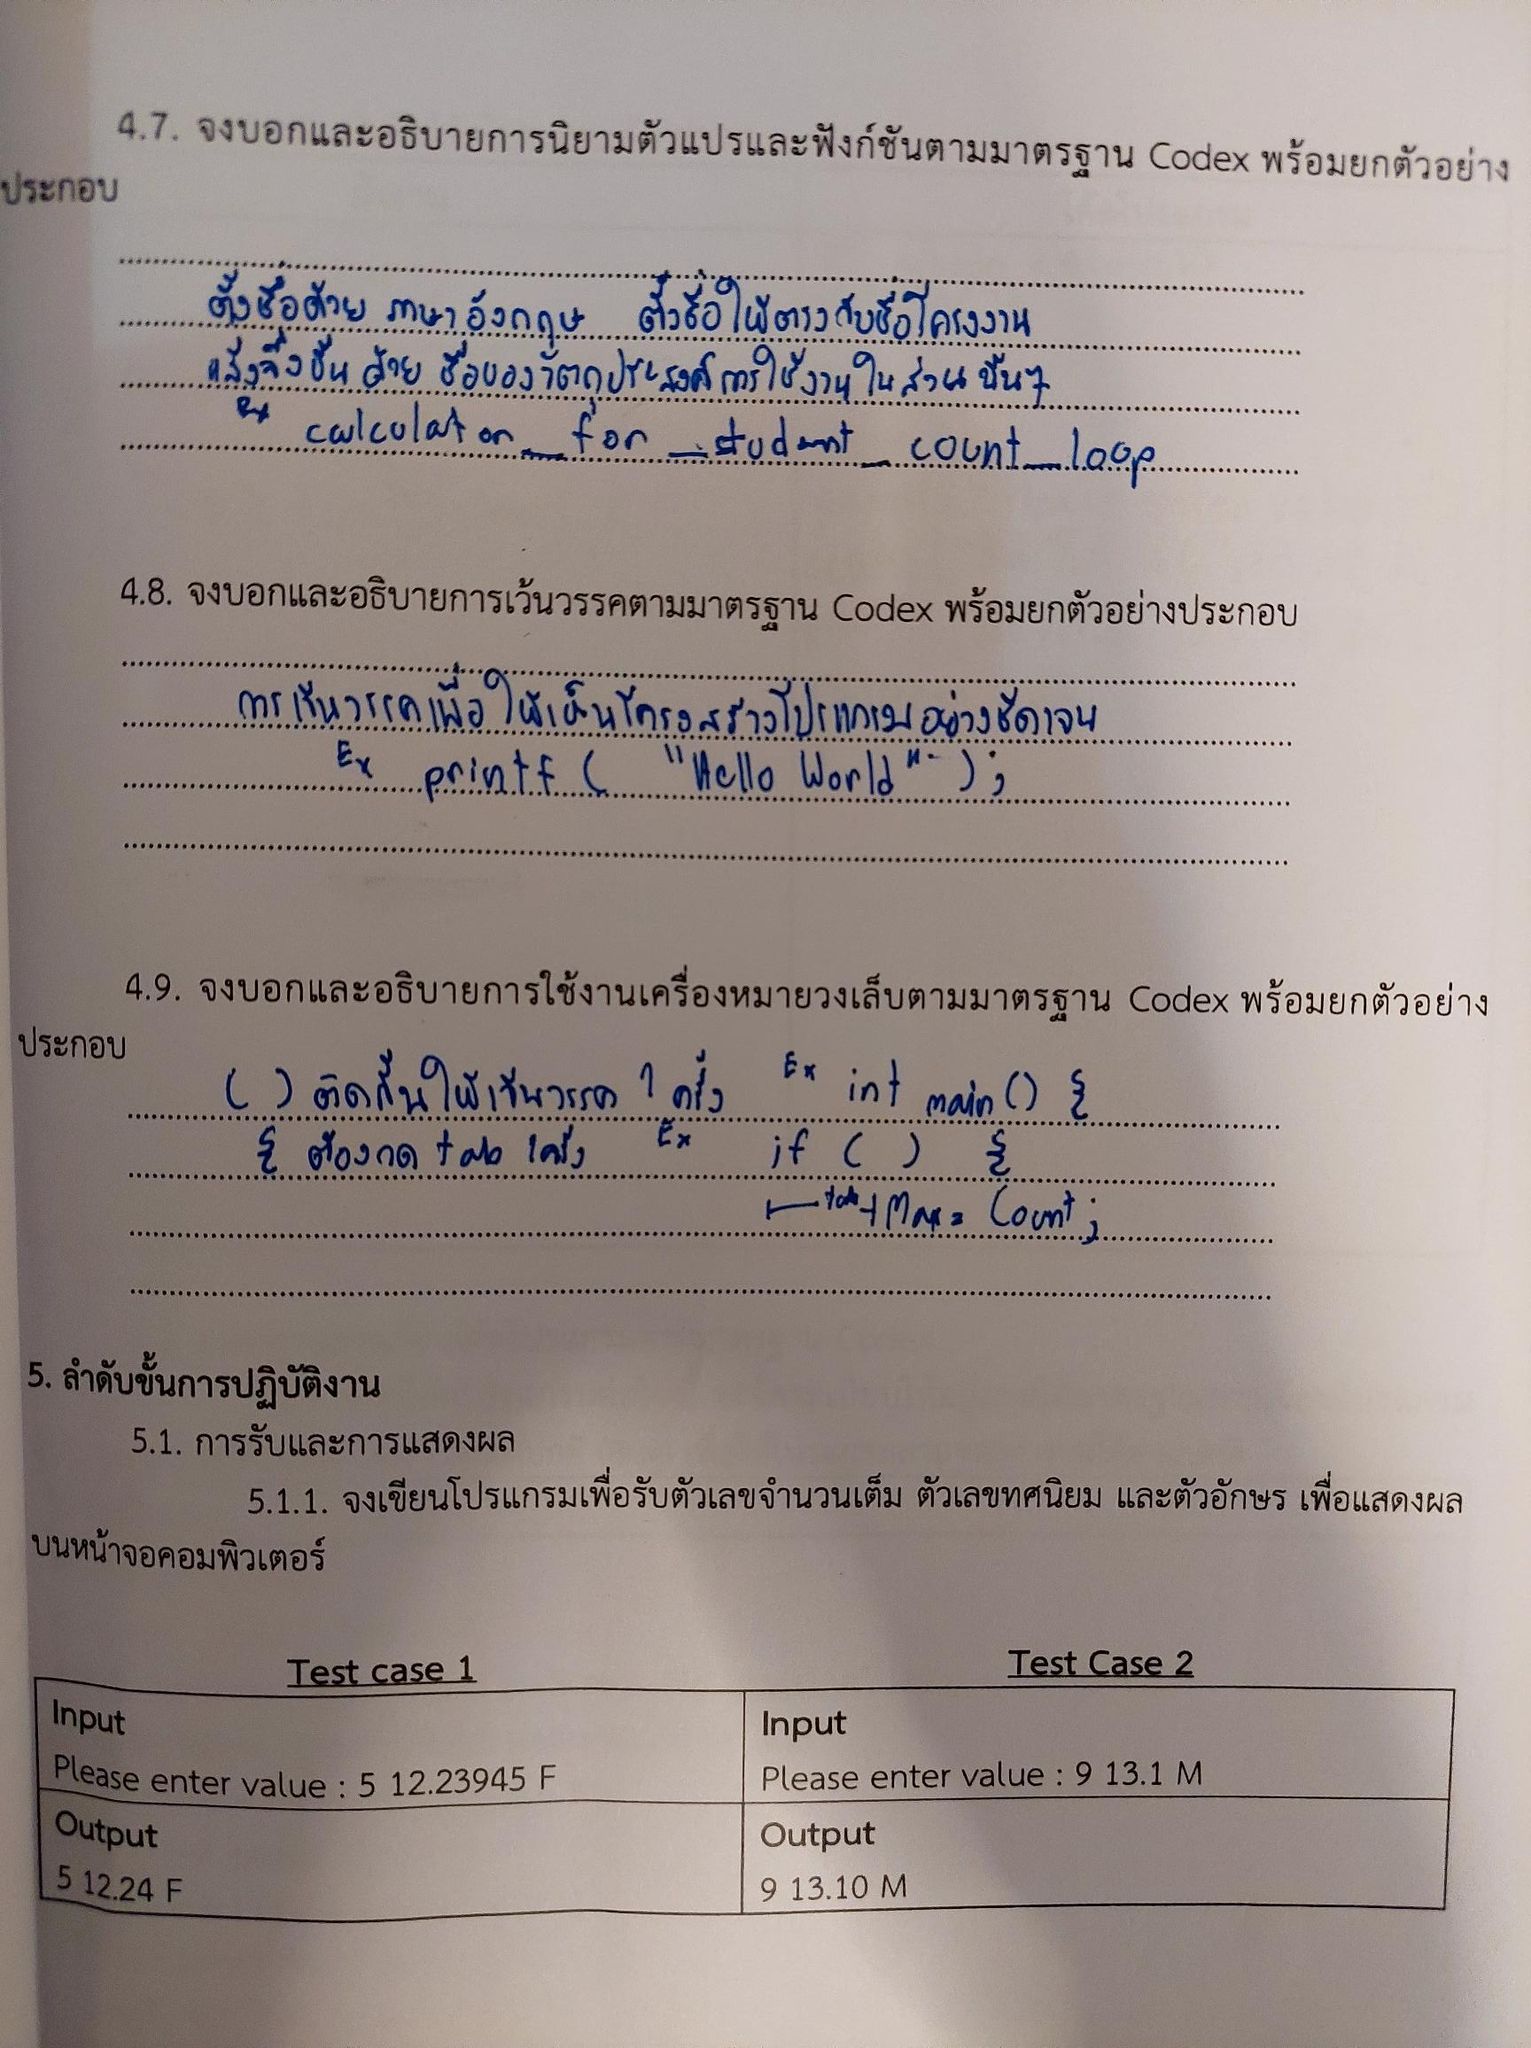 4.7. จงบอกและอธิบายการนิยามตัวแปรและฟังก์ชันตามมาตรฐาน Codex พร้อมยกตัวอย่าง
ประกอบ
ตั้งชื่อด้วย ภาษาอังกฤษ ตั้งชื่อให้ตรงกับชื่อโครงงาน
แล้วจึงขึ้น ด้วย ชื่อของวัตถุประสงค์การใช้งานในส่วนนั้นๆ
Ex calculator_for_student_count_loop
4.8. จงบอกและอธิบายการเว้นวรรคตามมาตรฐาน Codex พร้อมยกตัวอย่างประกอบ
การเว้นวรรคเพื่อให้เห็นโครงสร้างโปรแกรมอย่างชัดเจน
Ex printf ( "Hello World" ) ;
4.9. จงบอกและอธิบายการใช้งานเครื่องหมายวงเล็บตามมาตรฐาน Codex พร้อมยกตัวอย่าง
ประกอบ
( ) ติดกันให้เว้นวรรค 1 ครั้ง Ex int main() {
{ ต้องกด tab 1 ครั้ง Ex if ( ) {
tab Max = Count ;
5. ลำดับขั้นการปฏิบัติงาน
5.1. การรับและการแสดงผล
5.1.1. จงเขียนโปรแกรมเพื่อรับตัวเลขจำนวนเต็ม ตัวเลขทศนิยม และตัวอักษร เพื่อแสดงผล
บนหน้าจอคอมพิวเตอร์
Test case 1
Input
Please enter value : 5 12.23945 F
Output
5 12.24 F
Test Case 2
Input
Please enter value : 9 13.1 M
Output
9 13.10 M